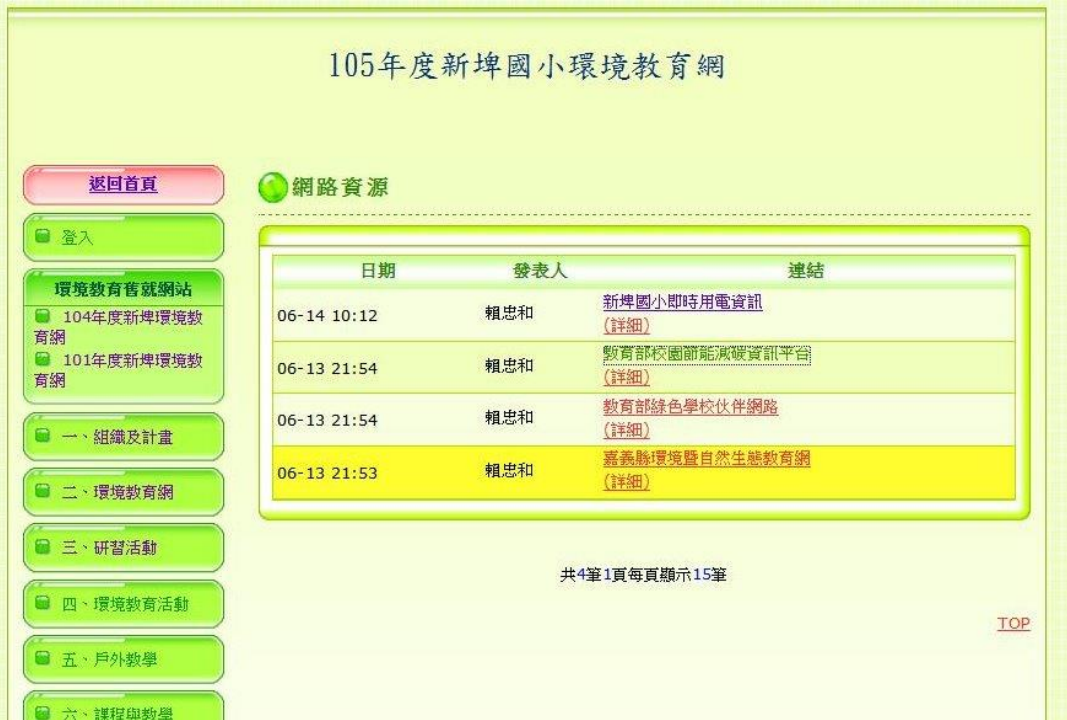 105年度新埤國小環境教育網
返回首頁
登入
環境教育舊就網站
104年度新埤環境教
育網
101年度新埤環境教
育網
一、組織及計畫
二、環境教育網
三、研習活動
四、環境教育活動
五、戶外教學
六、課程與教學
網路資源
日期 發表人 連結
06-14 10:12 賴忠和 新埤國小即時用電資訊
(詳細)
06-13 21:54 賴忠和 教育部校園節能減碳資訊平台
(詳細)
06-13 21:54 賴忠和 教育部綠色學校伙伴網路
(詳細)
06-13 21:53 賴忠和 嘉義縣環境暨自然生態教育網
(詳細)
共4筆1頁每頁顯示15筆
TOP